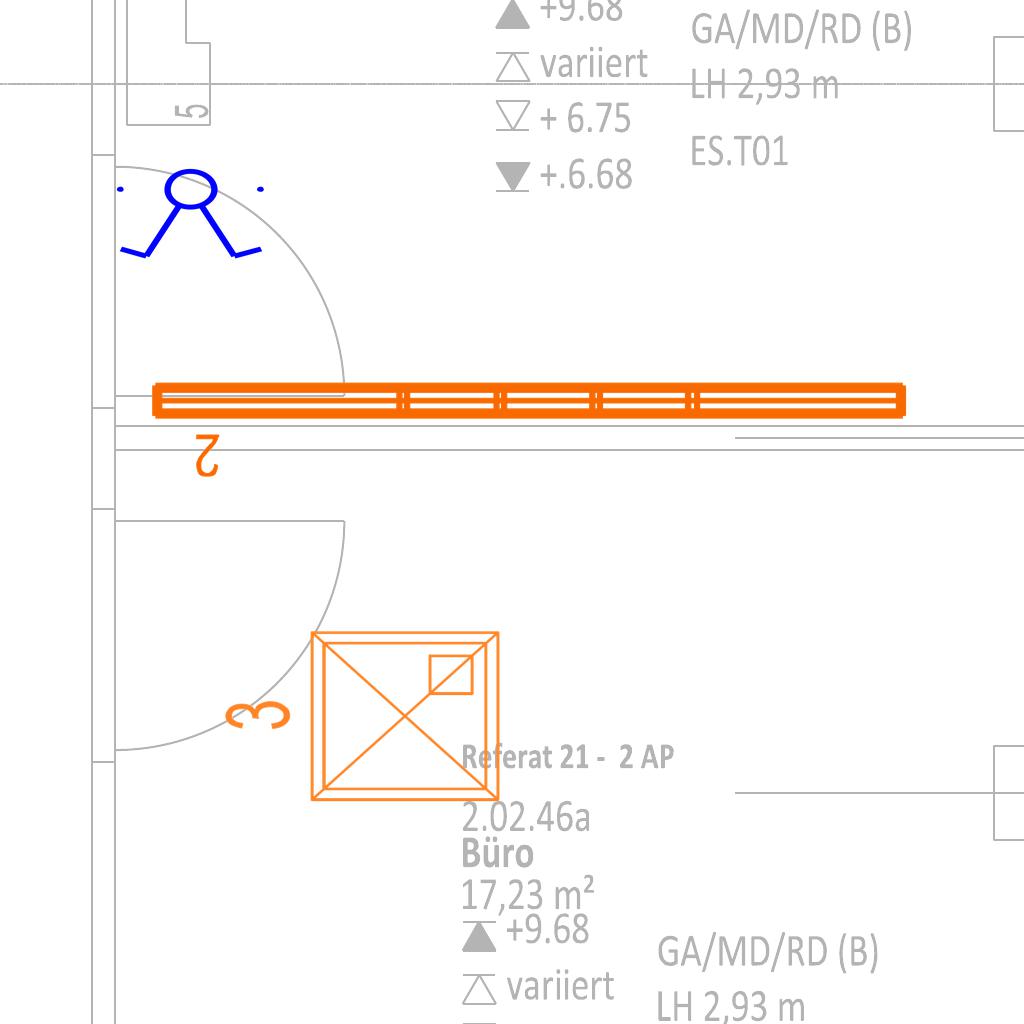 +9.68
variiert
+ 6.75
+.6.68
GA/MD/RD (B)
LH 2,93 m
ES.T01
5
2
3
Referat 21 -  2 AP
2.02.46a
Büro
17,23 m²
+9.68
variiert
GA/MD/RD (B)
LH 2,93 m